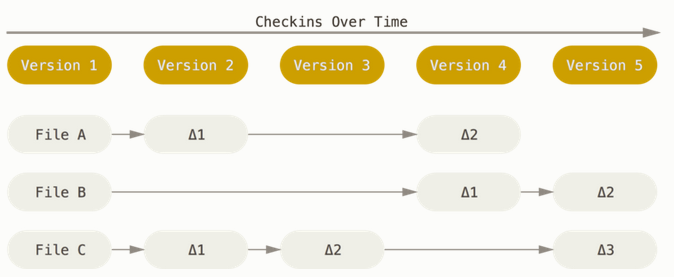 Checkins Over Time
Version 1 Version 2 Version 3 Version 4 Version 5
File A Δ1 Δ2
File B Δ1 Δ2
File C Δ1 Δ2 Δ3